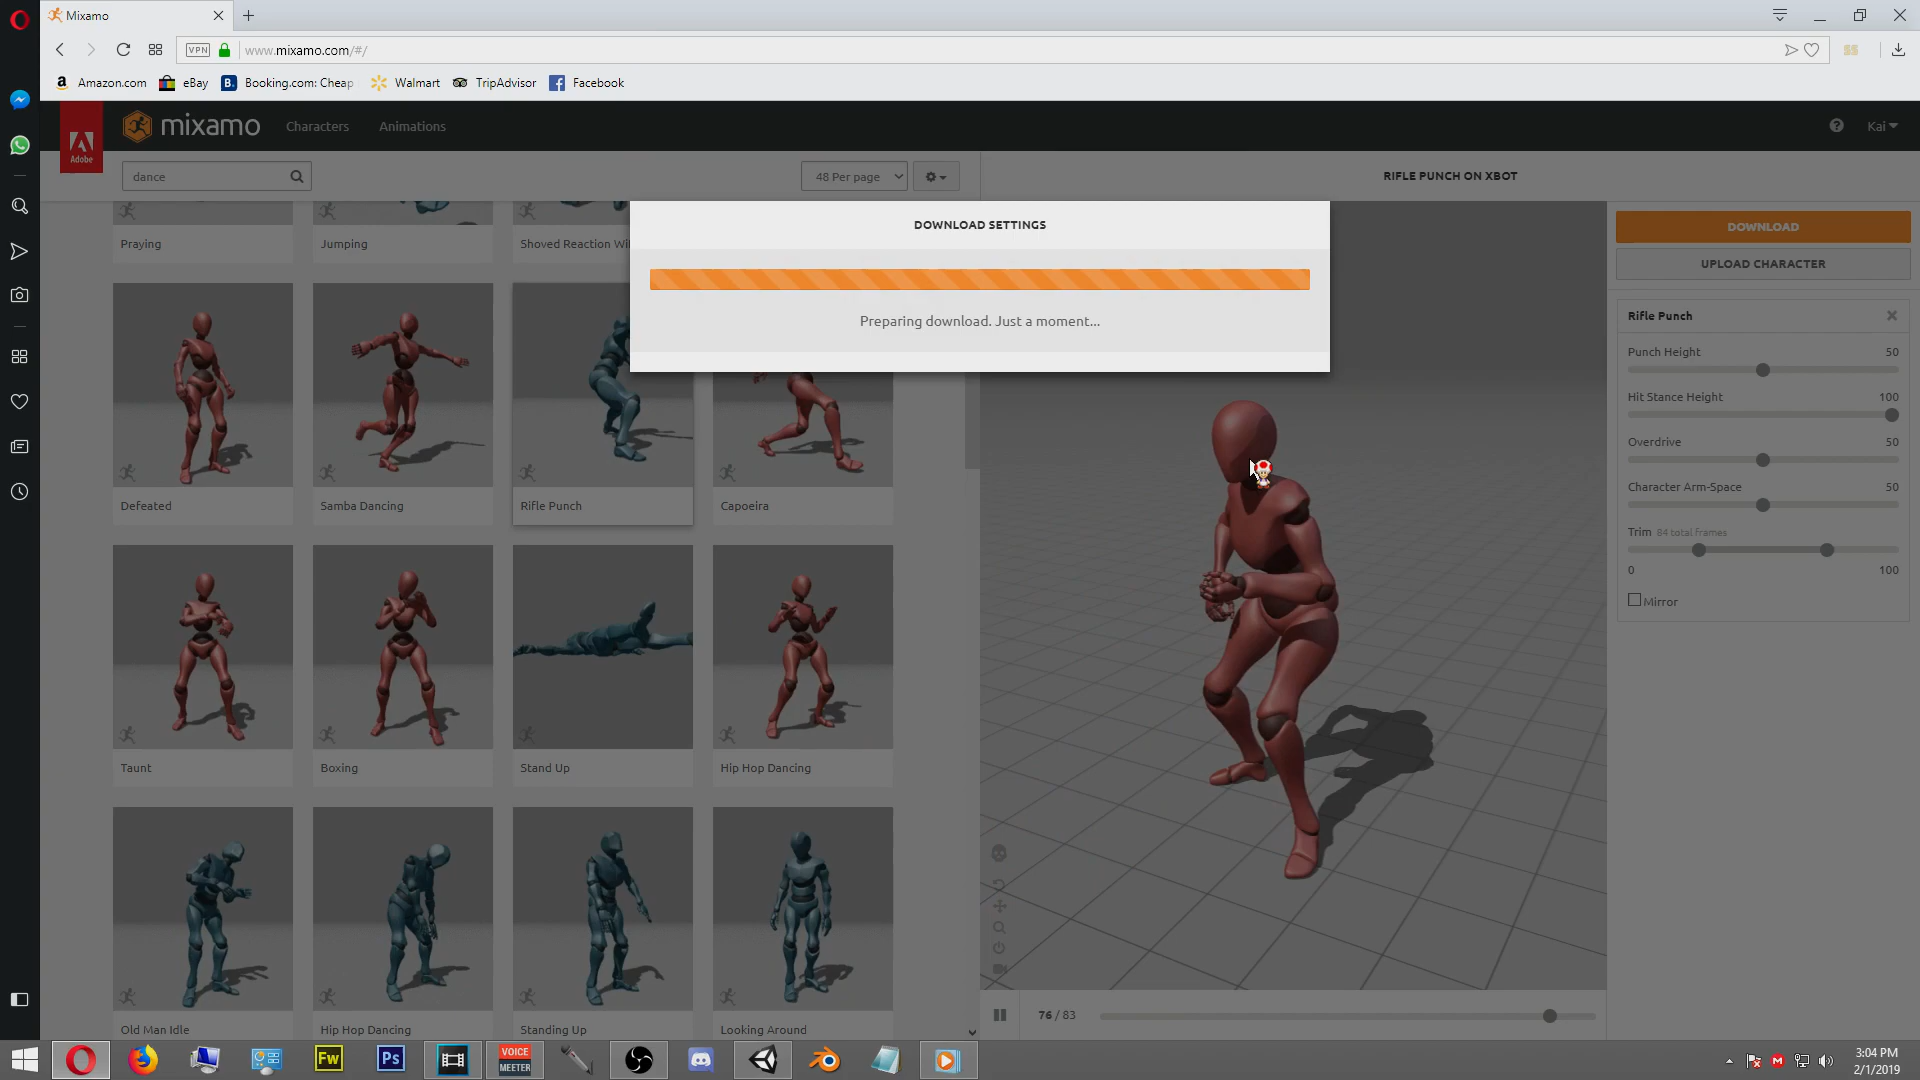 Mixamo
VPN
www.mixamo.com/#/
Amazon.com
eBay
B. Booking.com: Cheap
Walmart
TripAdvisor
Facebook
Adobe
mixamo
Characters
Animations
Kai
dance
48 Per page
RIFLE PUNCH ON XBOT
DOWNLOAD SETTINGS
Preparing download. Just a moment...
DOWNLOAD
UPLOAD CHARACTER
Praying
Jumping
Shoved Reaction Wi
Rifle Punch
Punch Height 50
Hit Stance Height 100
Overdrive 50
Character Arm-Space 50
Trim 84 total frames
0 100
Mirror
Defeated
Samba Dancing
Rifle Punch
Capoeira
Taunt
Boxing
Stand Up
Hip Hop Dancing
Old Man Idle
Hip Hop Dancing
Standing Up
Looking Around
76 / 83
Fw
Ps
VOICE
MEETER
3:04 PM
2/1/2019